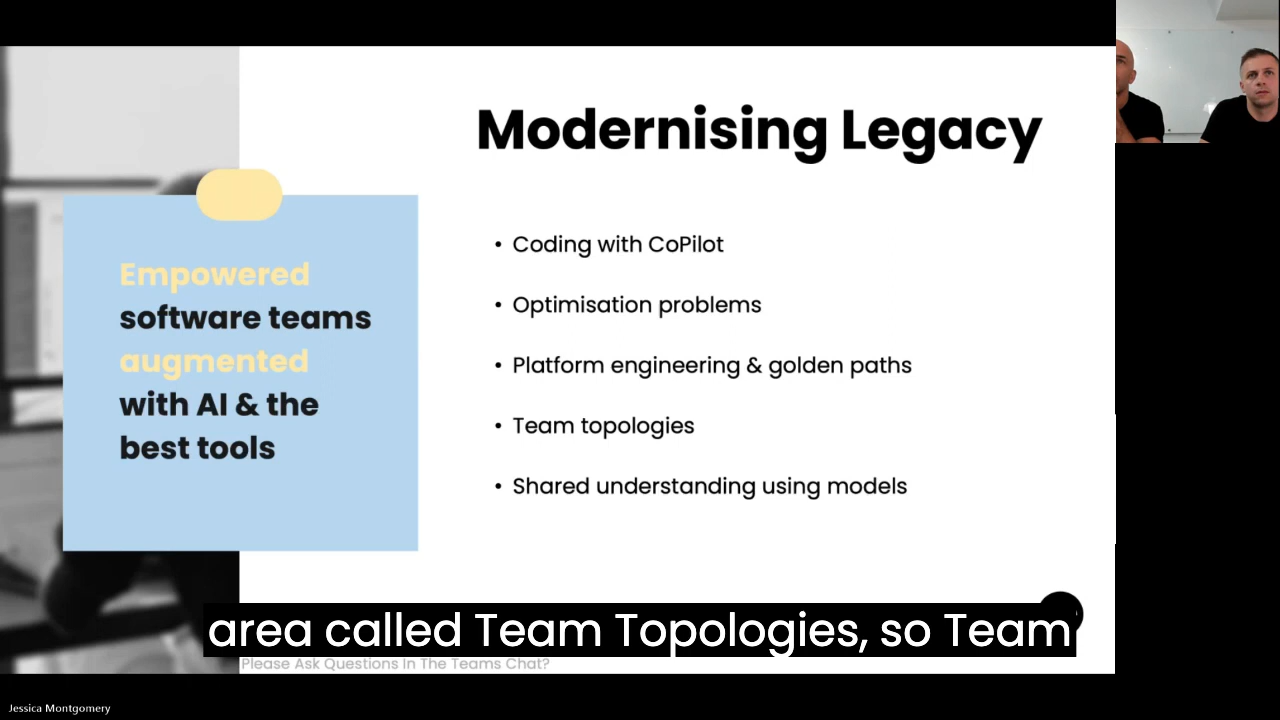 Modernising Legacy
Empowered
software teams
augmented
with AI & the
best tools
• Coding with CoPilot
• Optimisation problems
• Platform engineering & golden paths
• Team topologies
• Shared understanding using models
area called Team Topologies, so Team
Please Ask Questions In The Teams Chat?
Jessica Montgomery